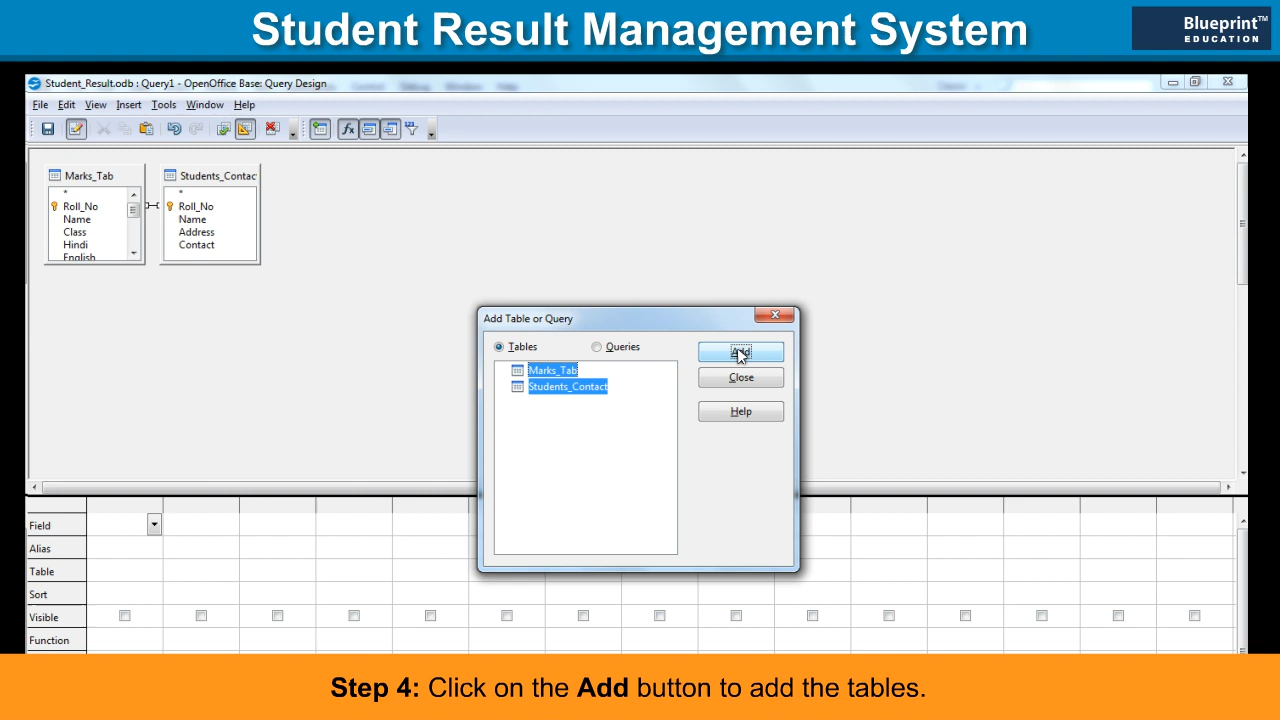 Student Result Management System
Blueprint™
EDUCATION
Student_Result.odb : Query1 - OpenOffice Base: Query Design
File Edit View Insert Tools Window Help
Marks_Tab
*
Roll_No
Name
Class
Hindi
English
Students_Contac
*
Roll_No
Name
Address
Contact
Add Table or Query
Tables Queries
Marks_Tab
Students_Contact
Add
Close
Help
Field
Alias
Table
Sort
Visible
Function
Step 4: Click on the Add button to add the tables.